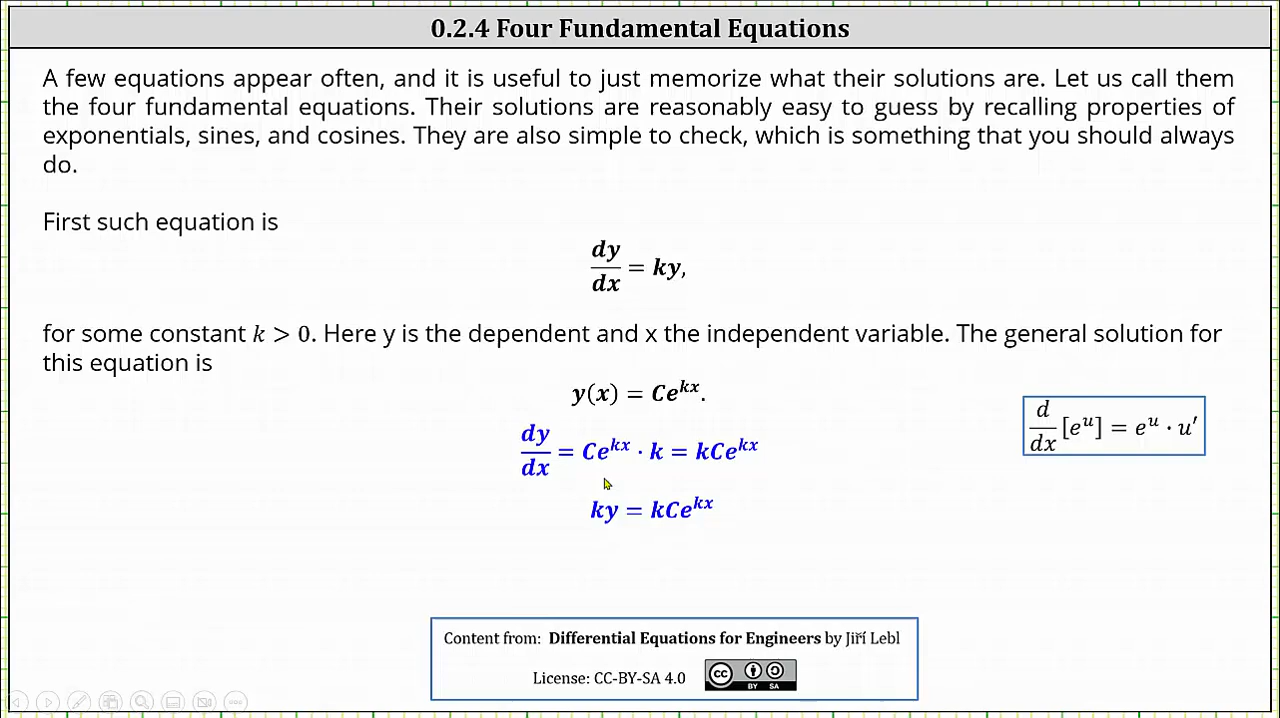 0.2.4 Four Fundamental Equations
A few equations appear often, and it is useful to just memorize what their solutions are. Let us call them
the four fundamental equations. Their solutions are reasonably easy to guess by recalling properties of
exponentials, sines, and cosines. They are also simple to check, which is something that you should always
do.
First such equation is
dy/dx = ky,
for some constant k > 0. Here y is the dependent and x the independent variable. The general solution for
this equation is
y(x) = Ce^{kx}.
dy/dx = Ce^{kx} · k = kCe^{kx}
d/dx [e^u] = e^u · u′
ky = kCe^{kx}
Content from: Differential Equations for Engineers by Jiří Lebl
License: CC-BY-SA 4.0
CC BY SA